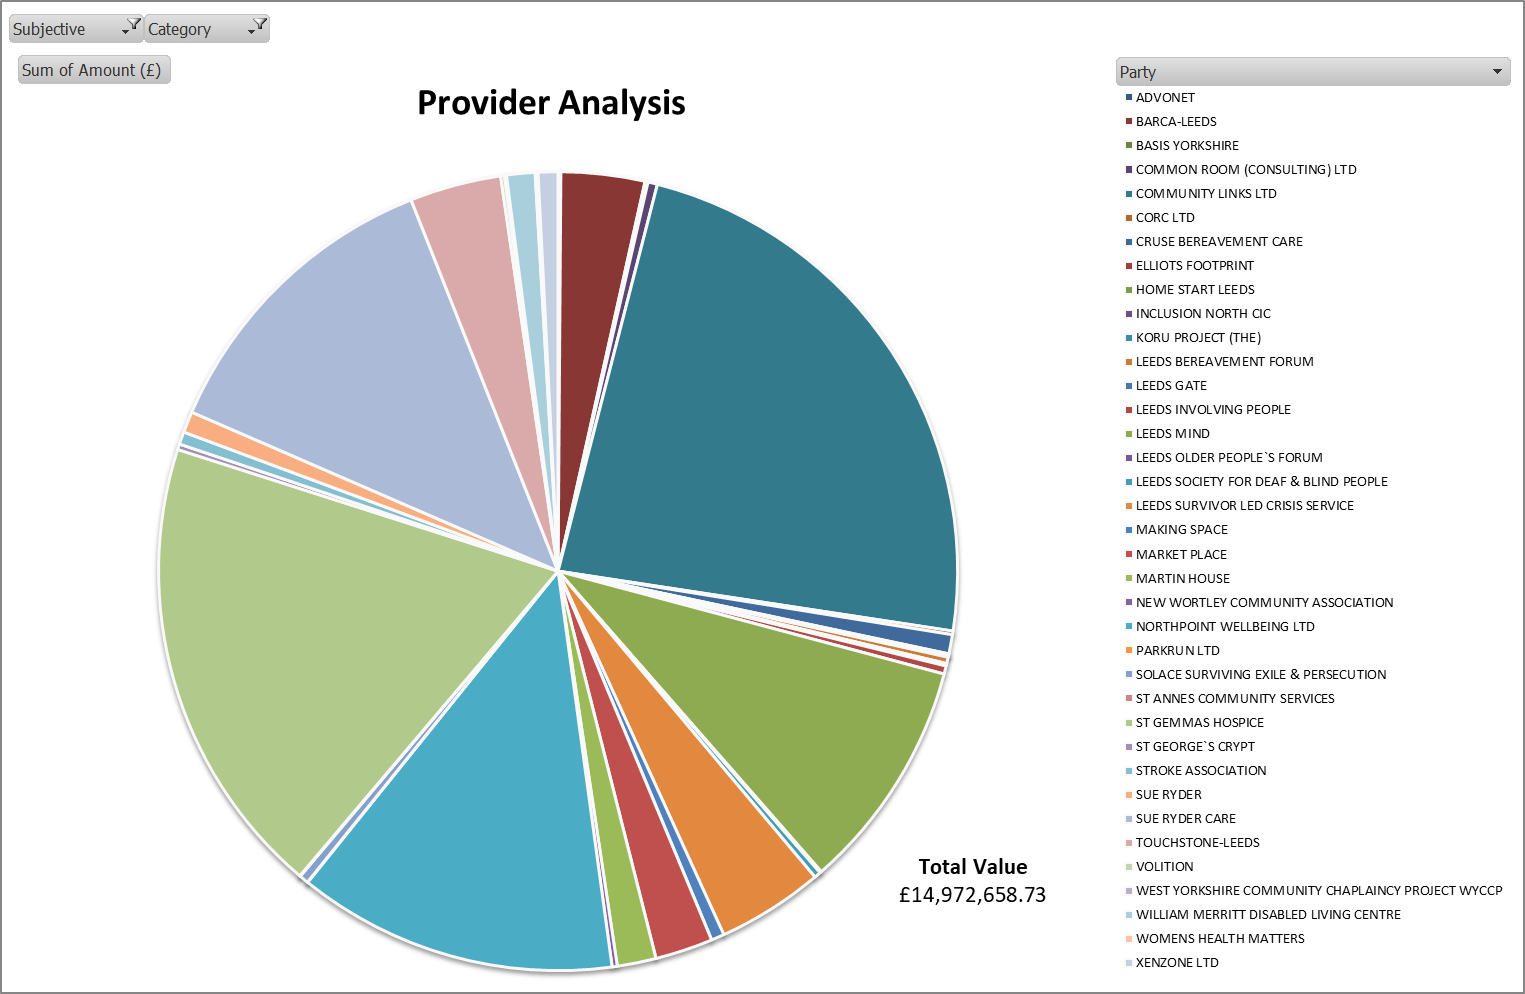 Subjective
Category
Sum of Amount (£)
Provider Analysis
Party
ADVONET
BARCA-LEEDS
BASIS YORKSHIRE
COMMON ROOM (CONSULTING) LTD
COMMUNITY LINKS LTD
CORC LTD
CRUSE BEREAVEMENT CARE
ELLIOTS FOOTPRINT
HOME START LEEDS
INCLUSION NORTH CIC
KORU PROJECT (THE)
LEEDS BEREAVEMENT FORUM
LEEDS GATE
LEEDS INVOLVING PEOPLE
LEEDS MIND
LEEDS OLDER PEOPLE`S FORUM
LEEDS SOCIETY FOR DEAF & BLIND PEOPLE
LEEDS SURVIVOR LED CRISIS SERVICE
MAKING SPACE
MARKET PLACE
MARTIN HOUSE
NEW WORTLEY COMMUNITY ASSOCIATION
NORTHPOINT WELLBEING LTD
PARKRUN LTD
SOLACE SURVIVING EXILE & PERSECUTION
ST ANNES COMMUNITY SERVICES
ST GEMMAS HOSPICE
ST GEORGE`S CRYPT
STROKE ASSOCIATION
SUE RYDER
SUE RYDER CARE
TOUCHSTONE-LEEDS
VOLITION
WEST YORKSHIRE COMMUNITY CHAPLAINCY PROJECT WYCCP
WILLIAM MERRITT DISABLED LIVING CENTRE
WOMENS HEALTH MATTERS
XENZONE LTD
Total Value
£14,972,658.73